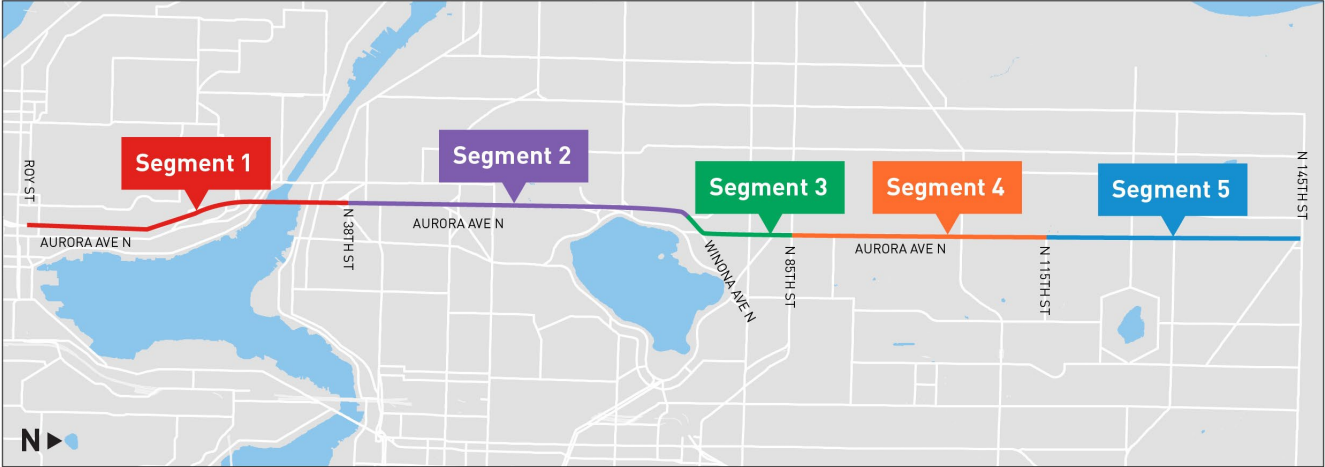 Segment 1
Segment 2
Segment 3
Segment 4
Segment 5
ROY ST
AURORA AVE N
N 38TH ST
AURORA AVE N
WINONA AVE N
N 85TH ST
AURORA AVE N
N 115TH ST
N 145TH ST
N